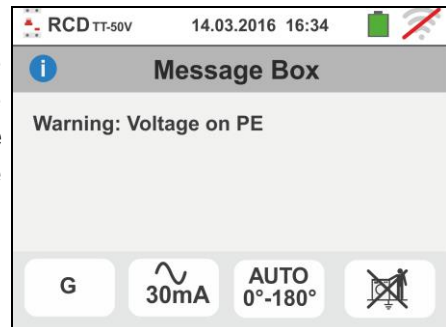 RCD TT-50V 14.03.2016 16:34
Message Box
Warning: Voltage on PE
G
30mA
AUTO
0°-180°